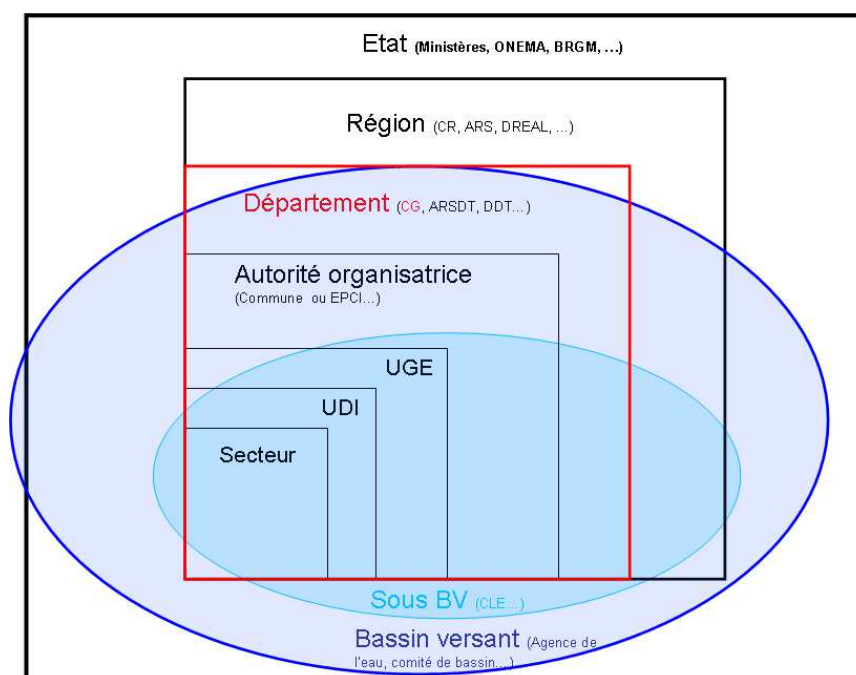 Etat (Ministères, ONEMA, BRGM, ...)
Région (CR, ARS, DREAL, ...)
Département (CG, ARSDT, DDT...)
Autorité organisatrice
(Commune ou EPCI...)
UGE
UDI
Secteur
Sous BV (CLE...)
Bassin versant (Agence de
l'eau, comité de bassin...)